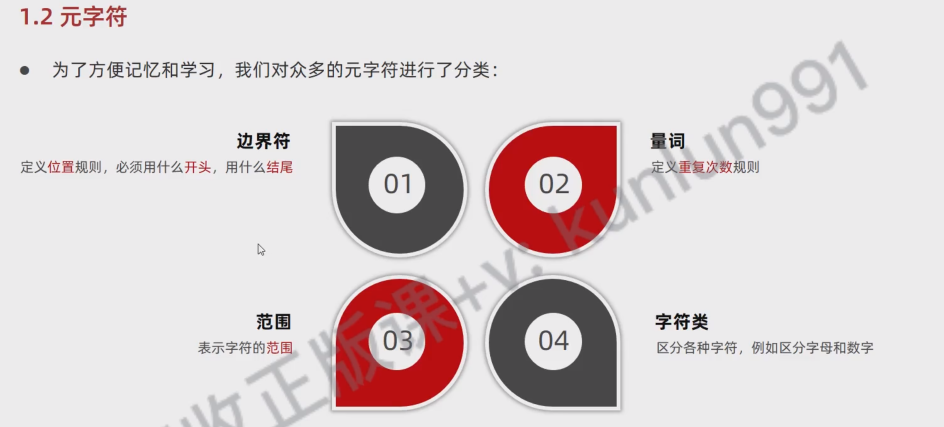 1.2 元字符
● 为了方便记忆和学习，我们对众多的元字符进行了分类：
边界符
定义位置规则，必须用什么开头，用什么结尾
01
02
量词
定义重复次数规则
范围
表示字符的范围
03
04
字符类
区分各种字符，例如区分字母和数字
收正版课+v: kunlun991